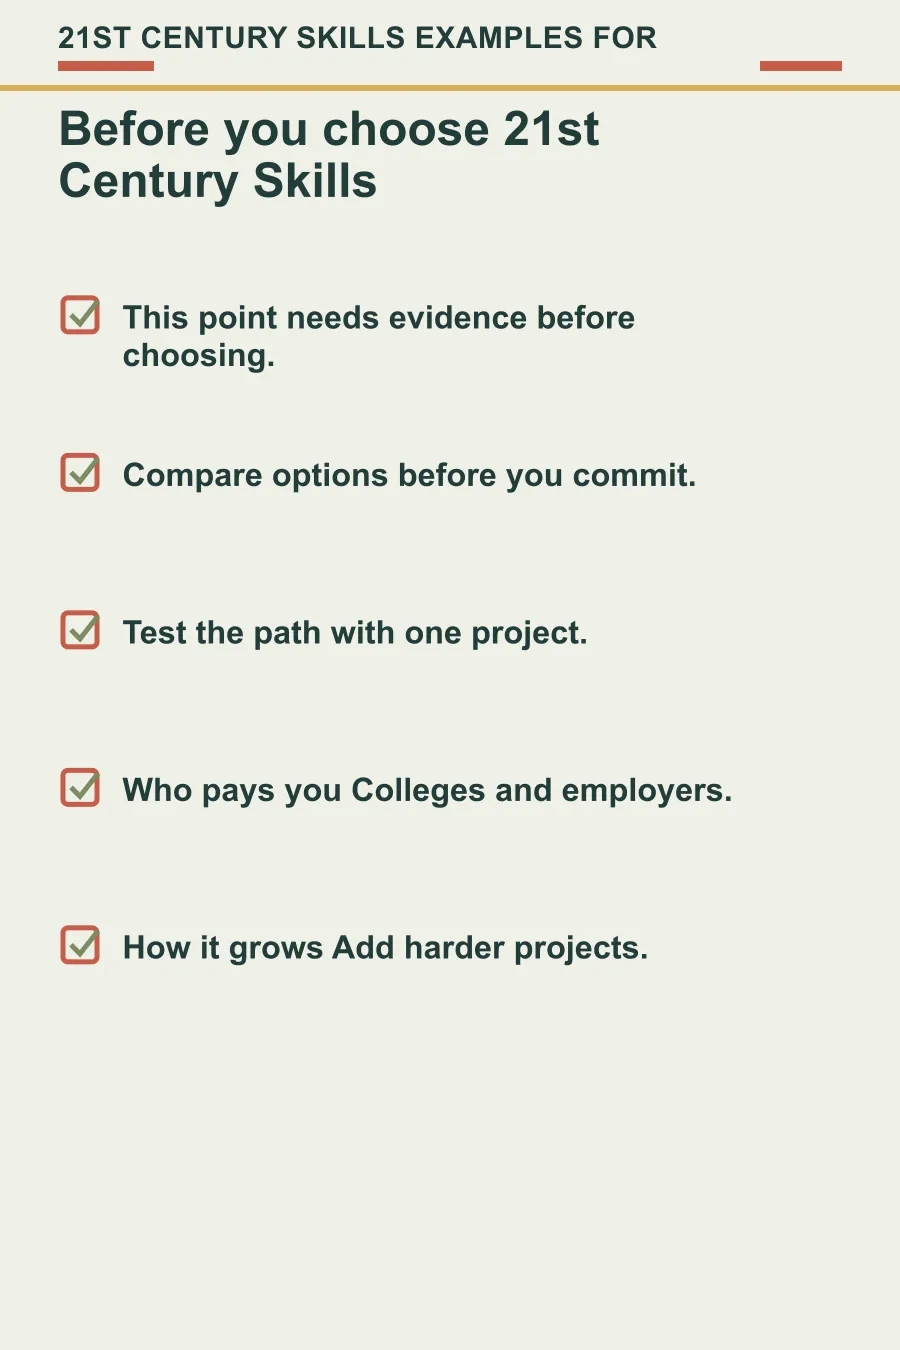 21ST CENTURY SKILLS EXAMPLES FOR
Before you choose 21st
Century Skills
This point needs evidence before
choosing.
Compare options before you commit.
Test the path with one project.
Who pays you Colleges and employers.
How it grows Add harder projects.